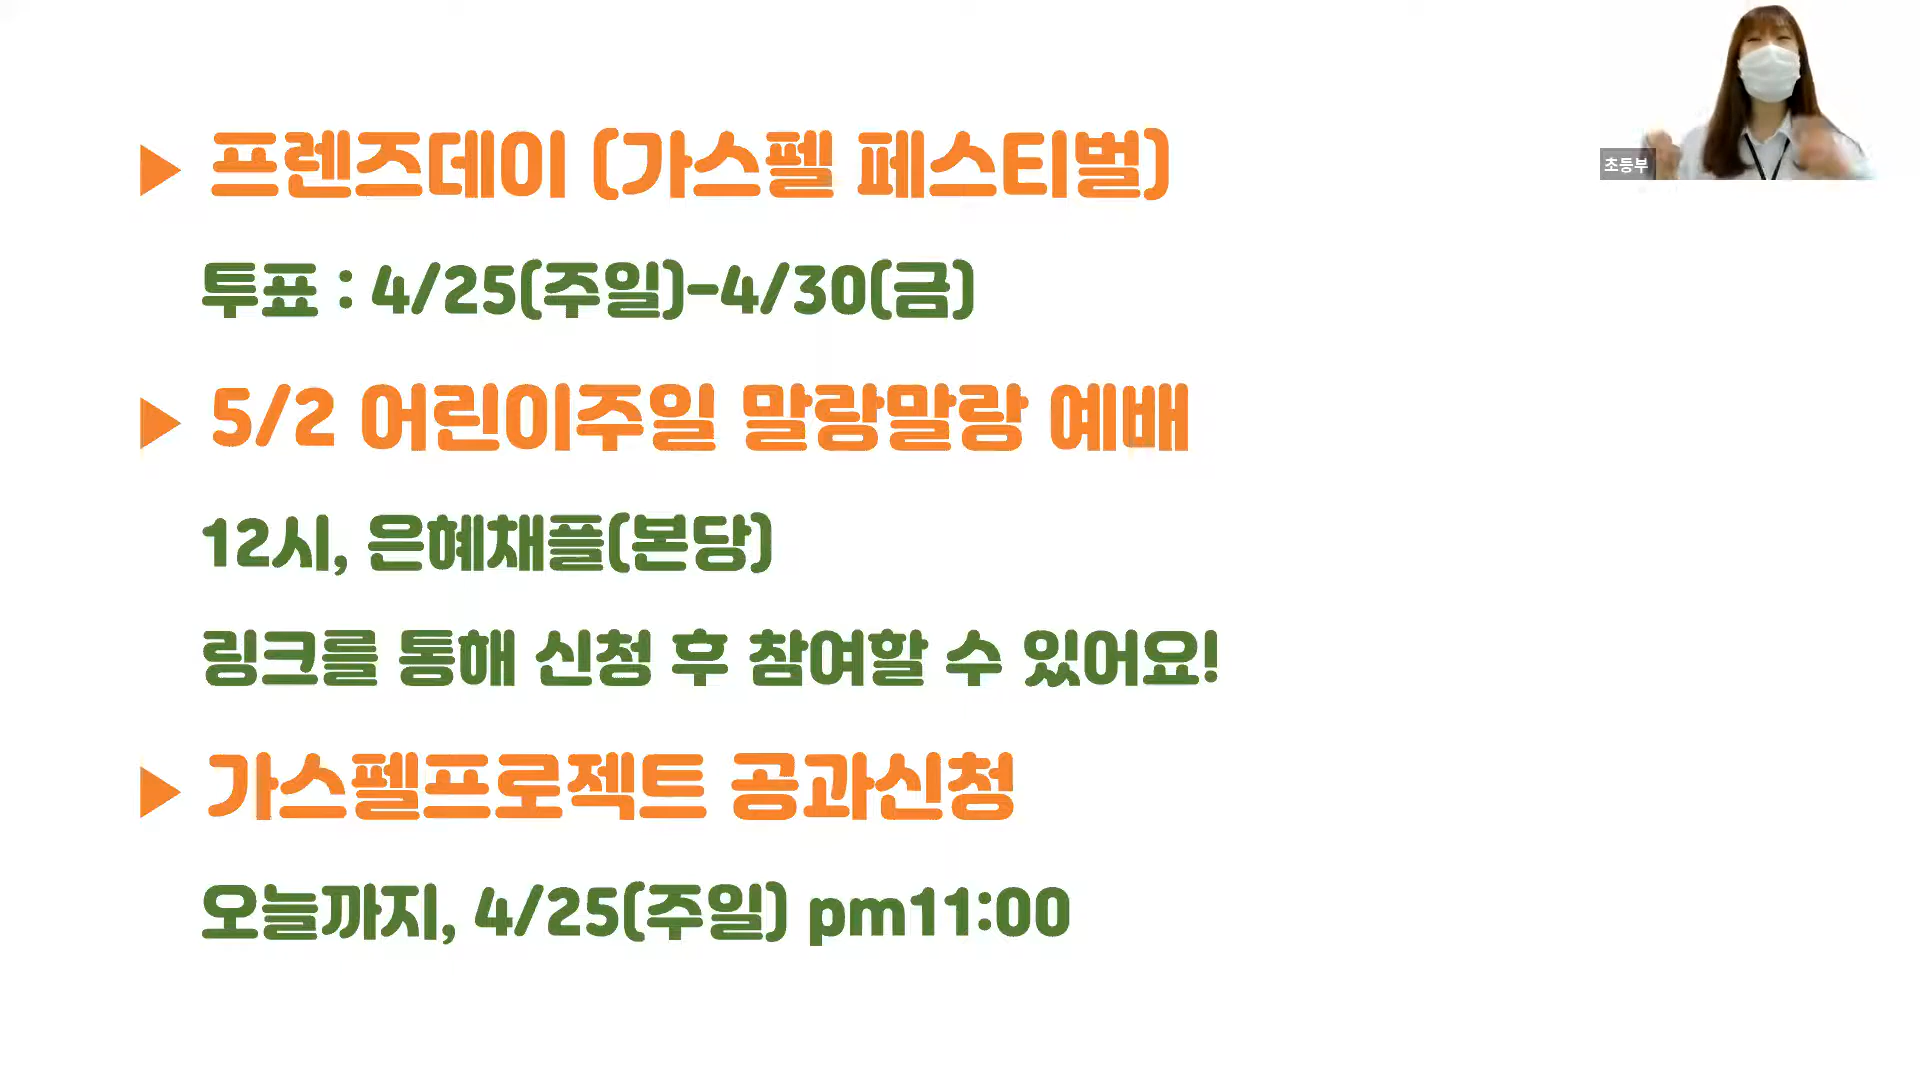 ▶ 프렌즈데이 (가스펠 페스티벌)
투표 : 4/25(주일)-4/30(금)
▶ 5/2 어린이주일 말랑말랑 예배
12시, 은혜채플(본당)
링크를 통해 신청 후 참여할 수 있어요!
▶ 가스펠프로젝트 공과신청
오늘까지, 4/25(주일) pm11:00
초등부